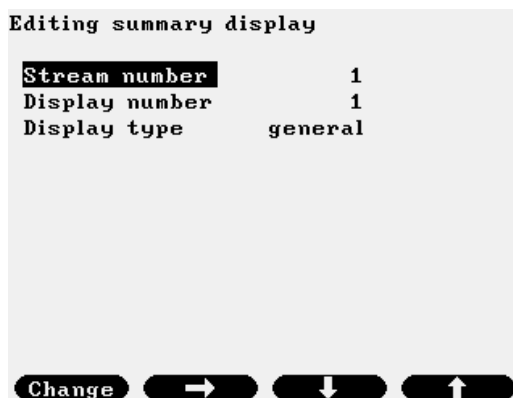 Editing summary display
Stream number 1
Display number 1
Display type general
Change → ↓ ↑